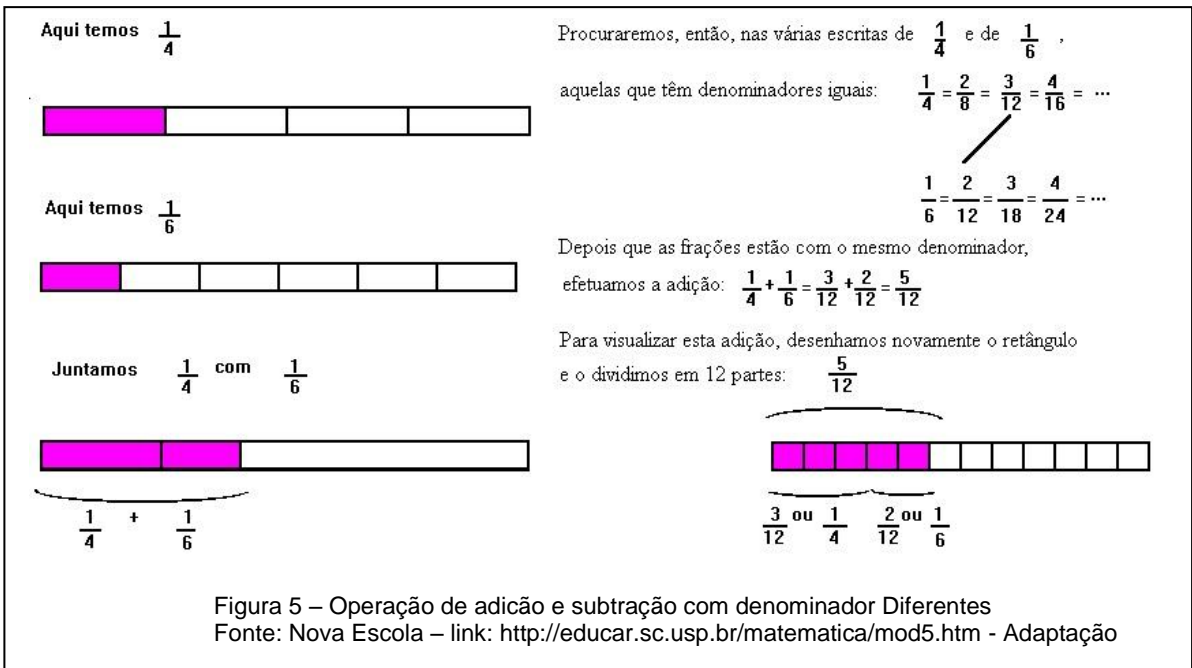 Aqui temos 1/4
Aqui temos 1/6
Juntamos 1/4 com 1/6
1/4 + 1/6
Procuraremos, então, nas várias escritas de 1/4 e de 1/6 ,
aquelas que têm denominadores iguais: 1/4 = 2/8 = 3/12 = 4/16 = ...
1/6 = 2/12 = 3/18 = 4/24 = ...
Depois que as frações estão com o mesmo denominador,
efetuamos a adição: 1/4 + 1/6 = 3/12 + 2/12 = 5/12
Para visualizar esta adição, desenhamos novamente o retângulo
e o dividimos em 12 partes: 5/12
3/12 ou 1/4 2/12 ou 1/6
Figura 5 – Operação de adicão e subtração com denominador Diferentes
Fonte: Nova Escola – link: http://educar.sc.usp.br/matematica/mod5.htm - Adaptação